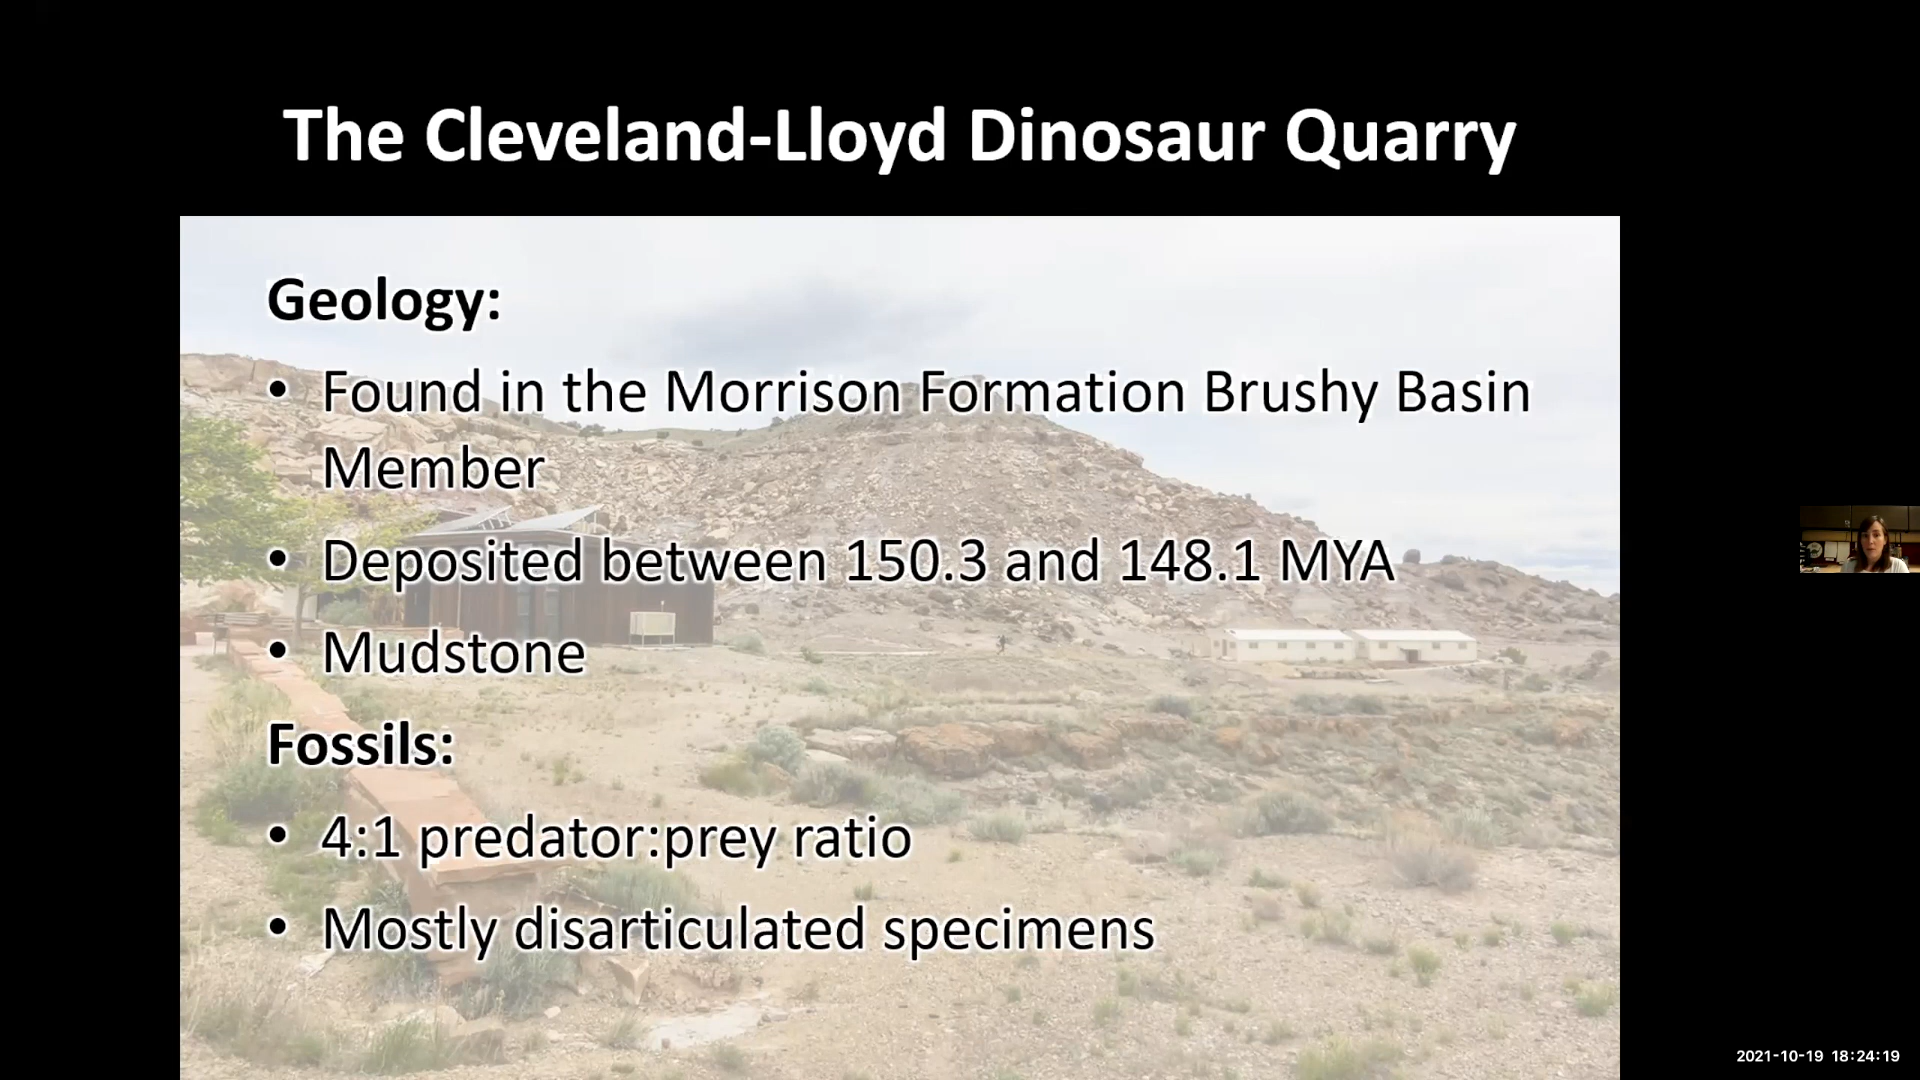 The Cleveland-Lloyd Dinosaur Quarry
Geology:
• Found in the Morrison Formation Brushy Basin
Member
• Deposited between 150.3 and 148.1 MYA
• Mudstone
Fossils:
• 4:1 predator:prey ratio
• Mostly disarticulated specimens
2021-10-19 18:24:19